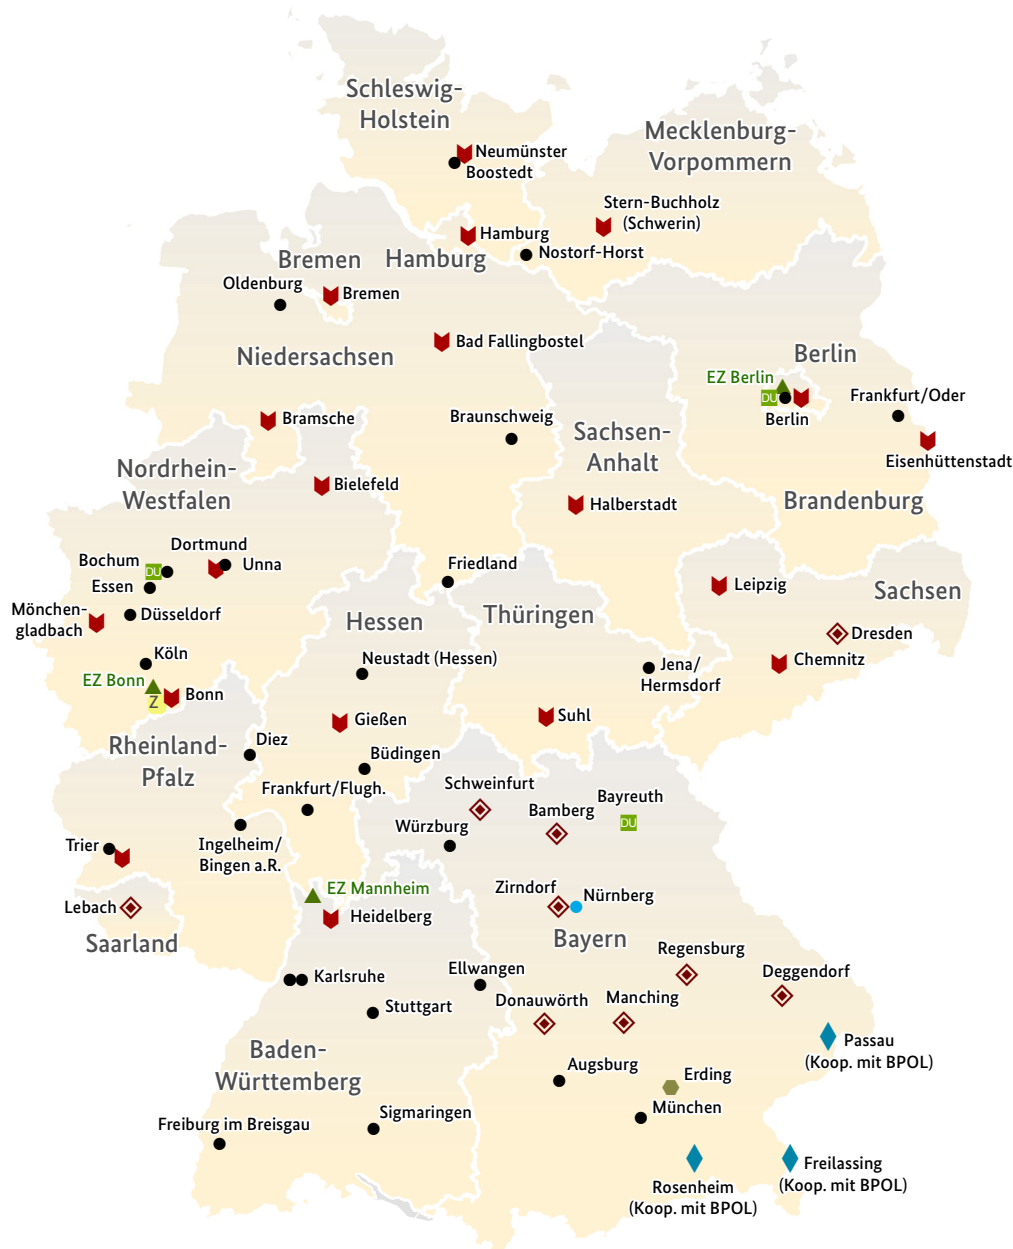 Schleswig-
Holstein
Mecklenburg-
Vorpommern
Neumünster
Boostedt
Stern-Buchholz
(Schwerin)
Hamburg
Nostorf-Horst
Hamburg
Bremen
Oldenburg
Bremen
Bad Fallingbostel
Niedersachsen
Berlin
EZ Berlin
DU
Berlin
Frankfurt/Oder
Eisenhüttenstadt
Bramsche
Braunschweig
Sachsen-
Anhalt
Nordrhein-
Westfalen
Bielefeld
Halberstadt
Brandenburg
Dortmund
Bochum
DU
Unna
Essen
Friedland
Leipzig
Sachsen
Mönchen-
gladbach
Düsseldorf
Hessen
Thüringen
Dresden
Köln
Neustadt (Hessen)
Jena/
Hermsdorf
Chemnitz
EZ Bonn
Z
Bonn
Gießen
Suhl
Rheinland-
Pfalz
Diez
Büdingen
Frankfurt/Flugh.
Schweinfurt
Bamberg
Bayreuth
DU
Würzburg
Trier
Ingelheim/
Bingen a.R.
EZ Mannheim
Zirndorf
Nürnberg
Lebach
Heidelberg
Saarland
Bayern
Regensburg
Karlsruhe
Ellwangen
Deggendorf
Donauwörth
Manching
Stuttgart
Passau
(Koop. mit BPOL)
Baden-
Württemberg
Augsburg
Erding
München
Sigmaringen
Freiburg im Breisgau
Freilassing
(Koop. mit BPOL)
Rosenheim
(Koop. mit BPOL)